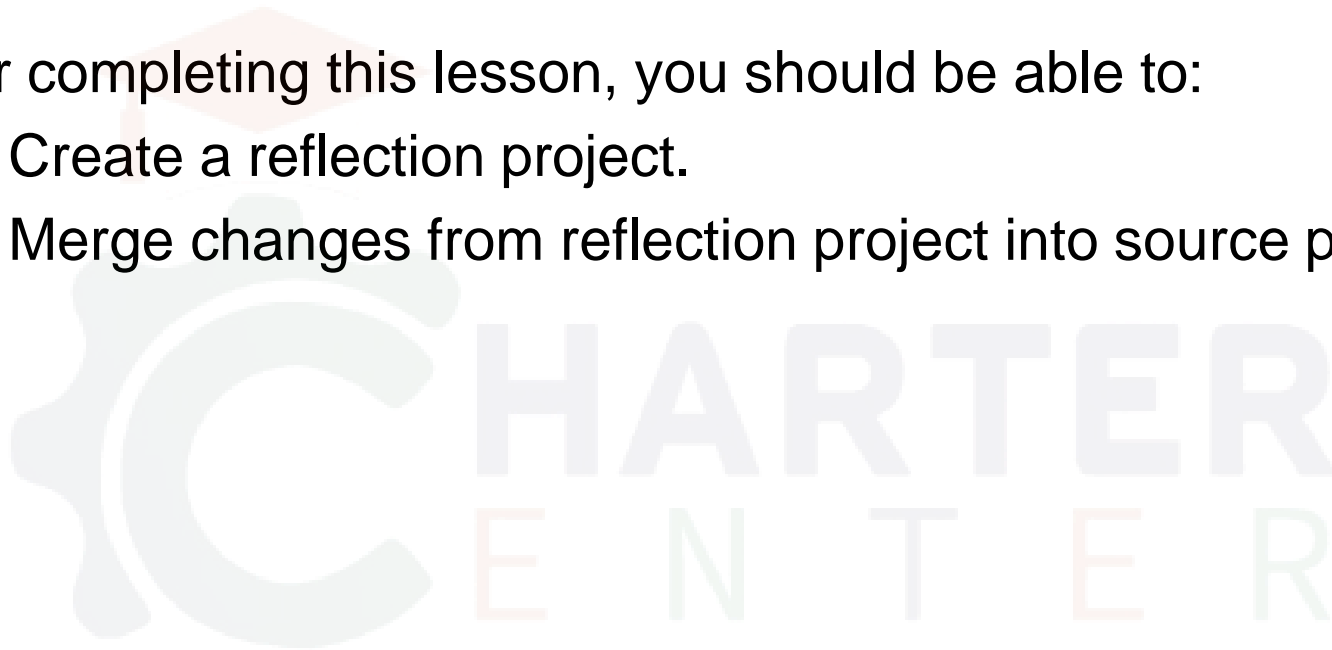 r completing this lesson, you should be able to:
Create a reflection project.
Merge changes from reflection project into source p
CHARTER
CENTER